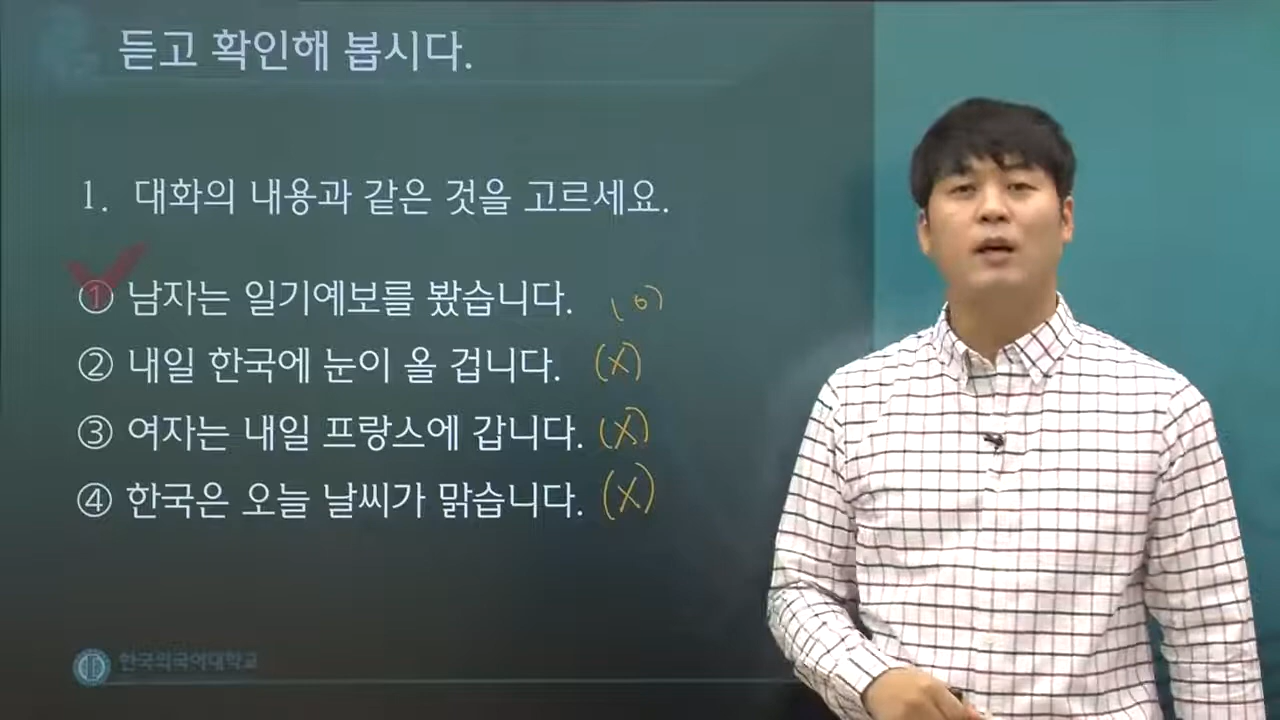 듣고 확인해 봅시다.
1. 대화의 내용과 같은 것을 고르세요.
① 남자는 일기예보를 봤습니다. (O)
② 내일 한국에 눈이 올 겁니다. (X)
③ 여자는 내일 프랑스에 갑니다. (X)
④ 한국은 오늘 날씨가 맑습니다. (X)
한국외국어대학교